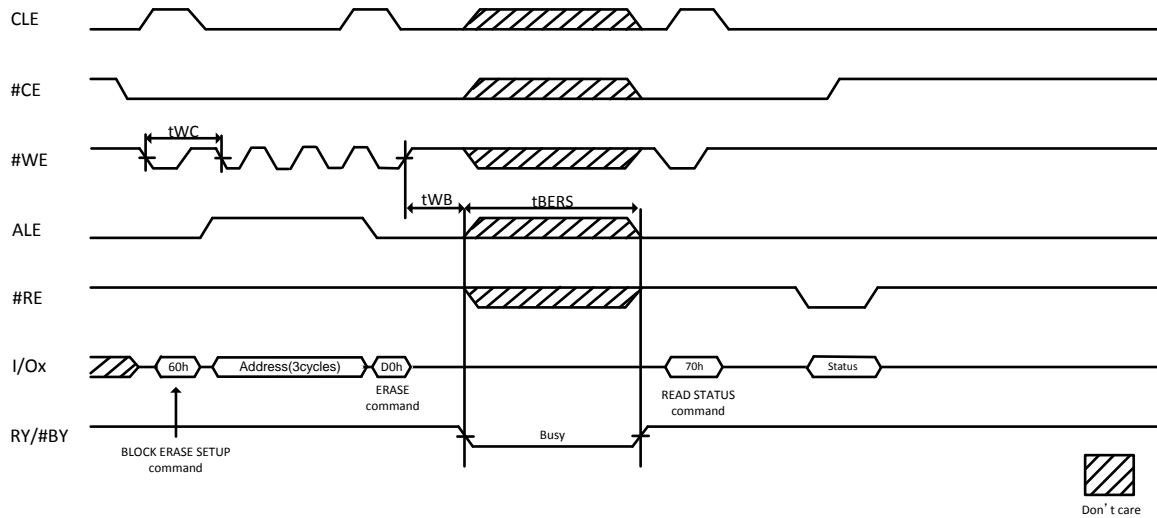 CLE
#CE
tWC
#WE
tWB
tBERS
ALE
#RE
I/Ox
60h
Address(3cycles)
D0h
70h
Status
ERASE
command
READ STATUS
command
RY/#BY
Busy
BLOCK ERASE SETUP
command
Don't care